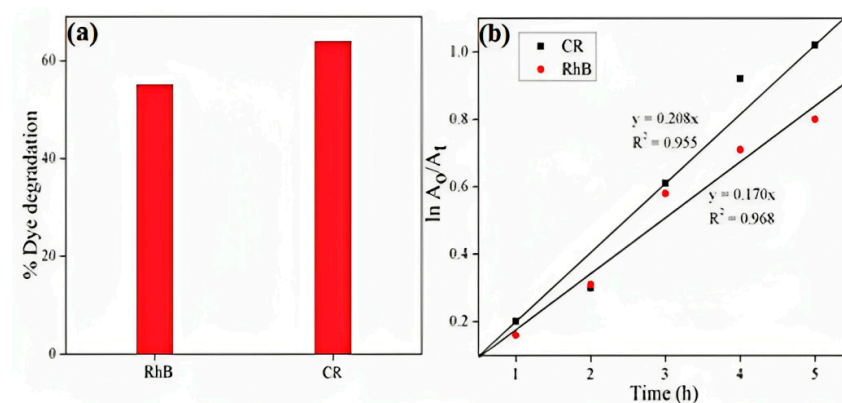 (a)
% Dye degradation
60
40
20
0
RhB
CR
(b)
CR
RhB
ln A₀/Aₜ
1.0
0.8
0.6
0.4
0.2
y = 0.208x
R² = 0.955
y = 0.170x
R² = 0.968
1
2
3
4
5
Time (h)